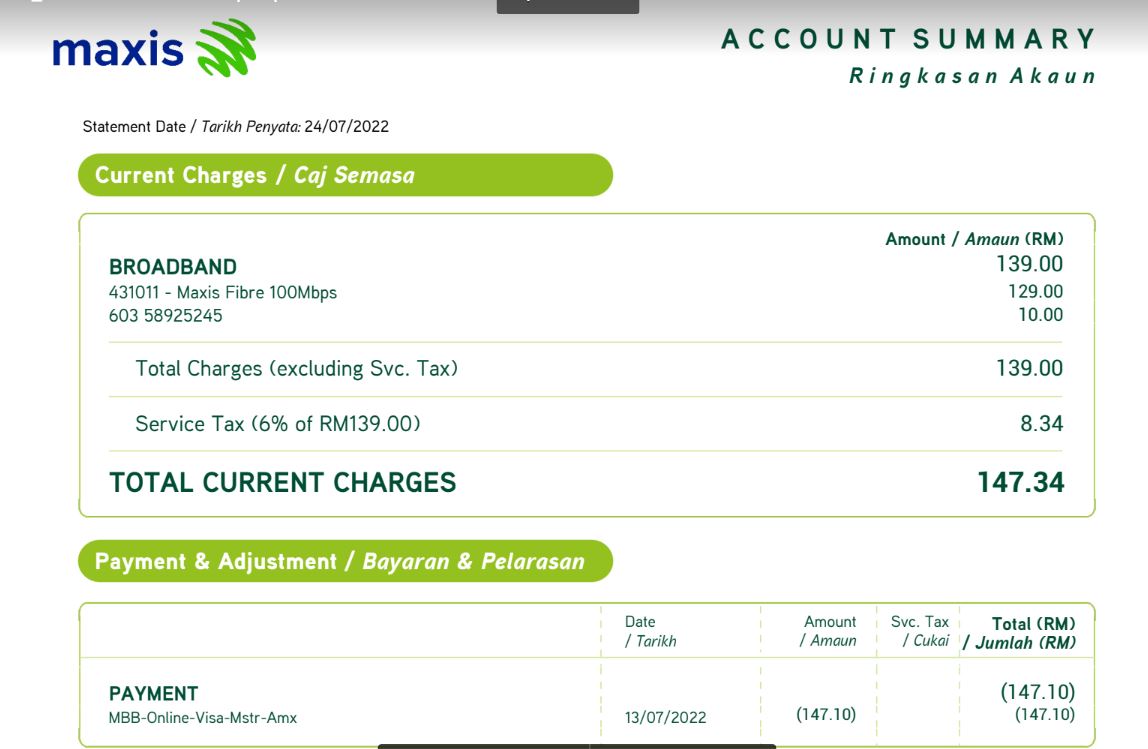 maxis
ACCOUNT SUMMARY
Ringkasan Akaun
Statement Date / Tarikh Penyata: 24/07/2022
Current Charges / Caj Semasa
Amount / Amaun (RM)
BROADBAND 139.00
431011 - Maxis Fibre 100Mbps 129.00
603 58925245 10.00
Total Charges (excluding Svc. Tax) 139.00
Service Tax (6% of RM139.00) 8.34
TOTAL CURRENT CHARGES 147.34
Payment & Adjustment / Bayaran & Pelarasan
Date Amount Svc. Tax Total (RM)
/ Tarikh / Amaun / Cukai / Jumlah (RM)
PAYMENT (147.10)
MBB-Online-Visa-Mstr-Amx 13/07/2022 (147.10) (147.10)